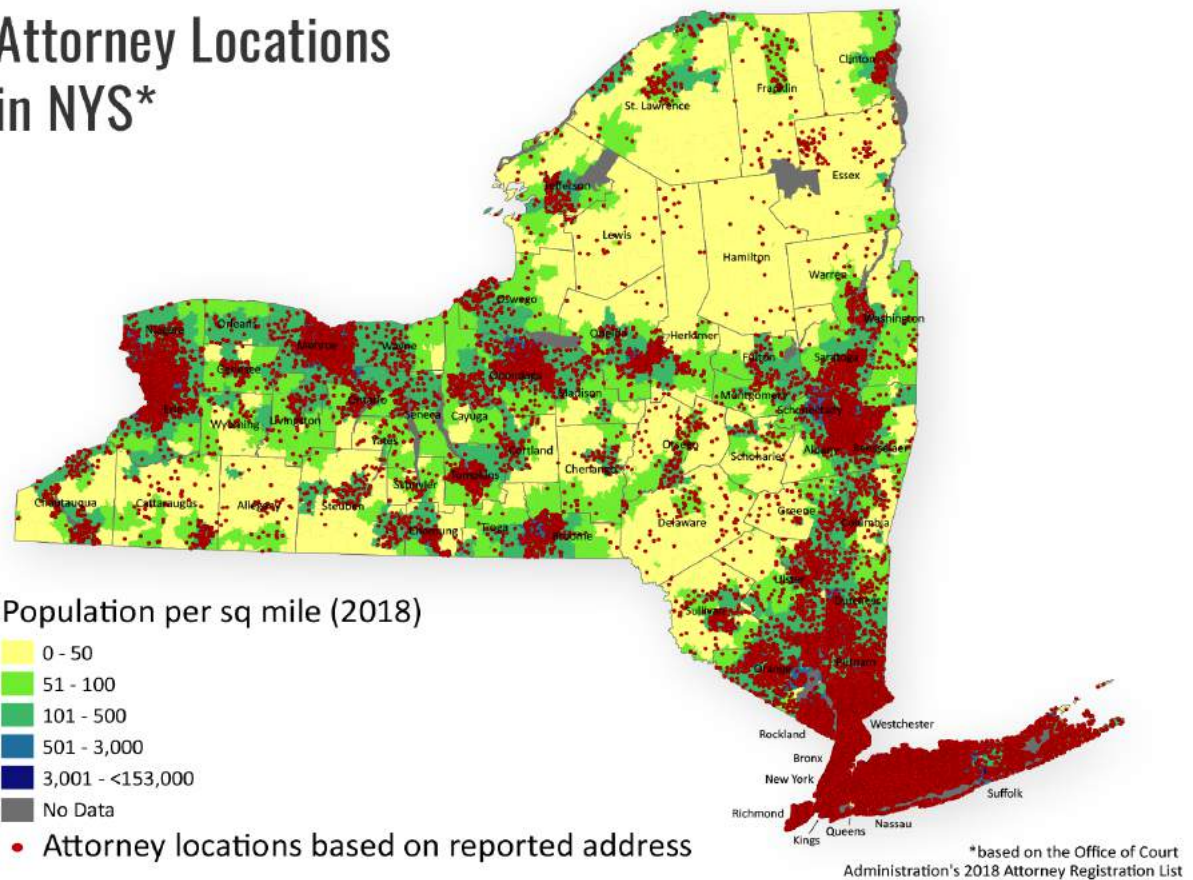 Attorney Locations
in NYS*
Clinton
Franklin
St. Lawrence
Essex
Jefferson
Lewis
Hamilton
Warren
Oswego
Washington
Niagara
Orleans
Oneida
Herkimer
Monroe
Wayne
Fulton
Saratoga
Genesee
Onondaga
Madison
Montgomery
Ontario
Schenectady
Erie
Wyoming
Livingston
Seneca
Cayuga
Yates
Otsego
Cortland
Schoharie
Albany
Rensselaer
Chenango
Tompkins
Schuyler
Chautauqua
Cattaraugus
Allegany
Steuben
Greene
Columbia
Delaware
Chemung
Tioga
Broome
Ulster
Dutchess
Sullivan
Population per sq mile (2018)
0 - 50
51 - 100
101 - 500
501 - 3,000
3,001 - <153,000
No Data
Attorney locations based on reported address
Orange
Putnam
Westchester
Rockland
Bronx
New York
Suffolk
Richmond
Nassau
Queens
Kings
*based on the Office of Court
Administration's 2018 Attorney Registration List